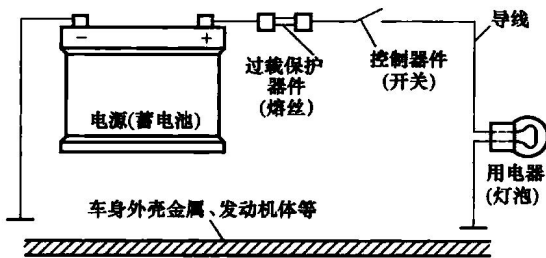 - +
导线
过载保护
器件
(熔丝)
控制器件
(开关)
电源(蓄电池)
用电器
(灯泡)
车身外壳金属、发动机体等